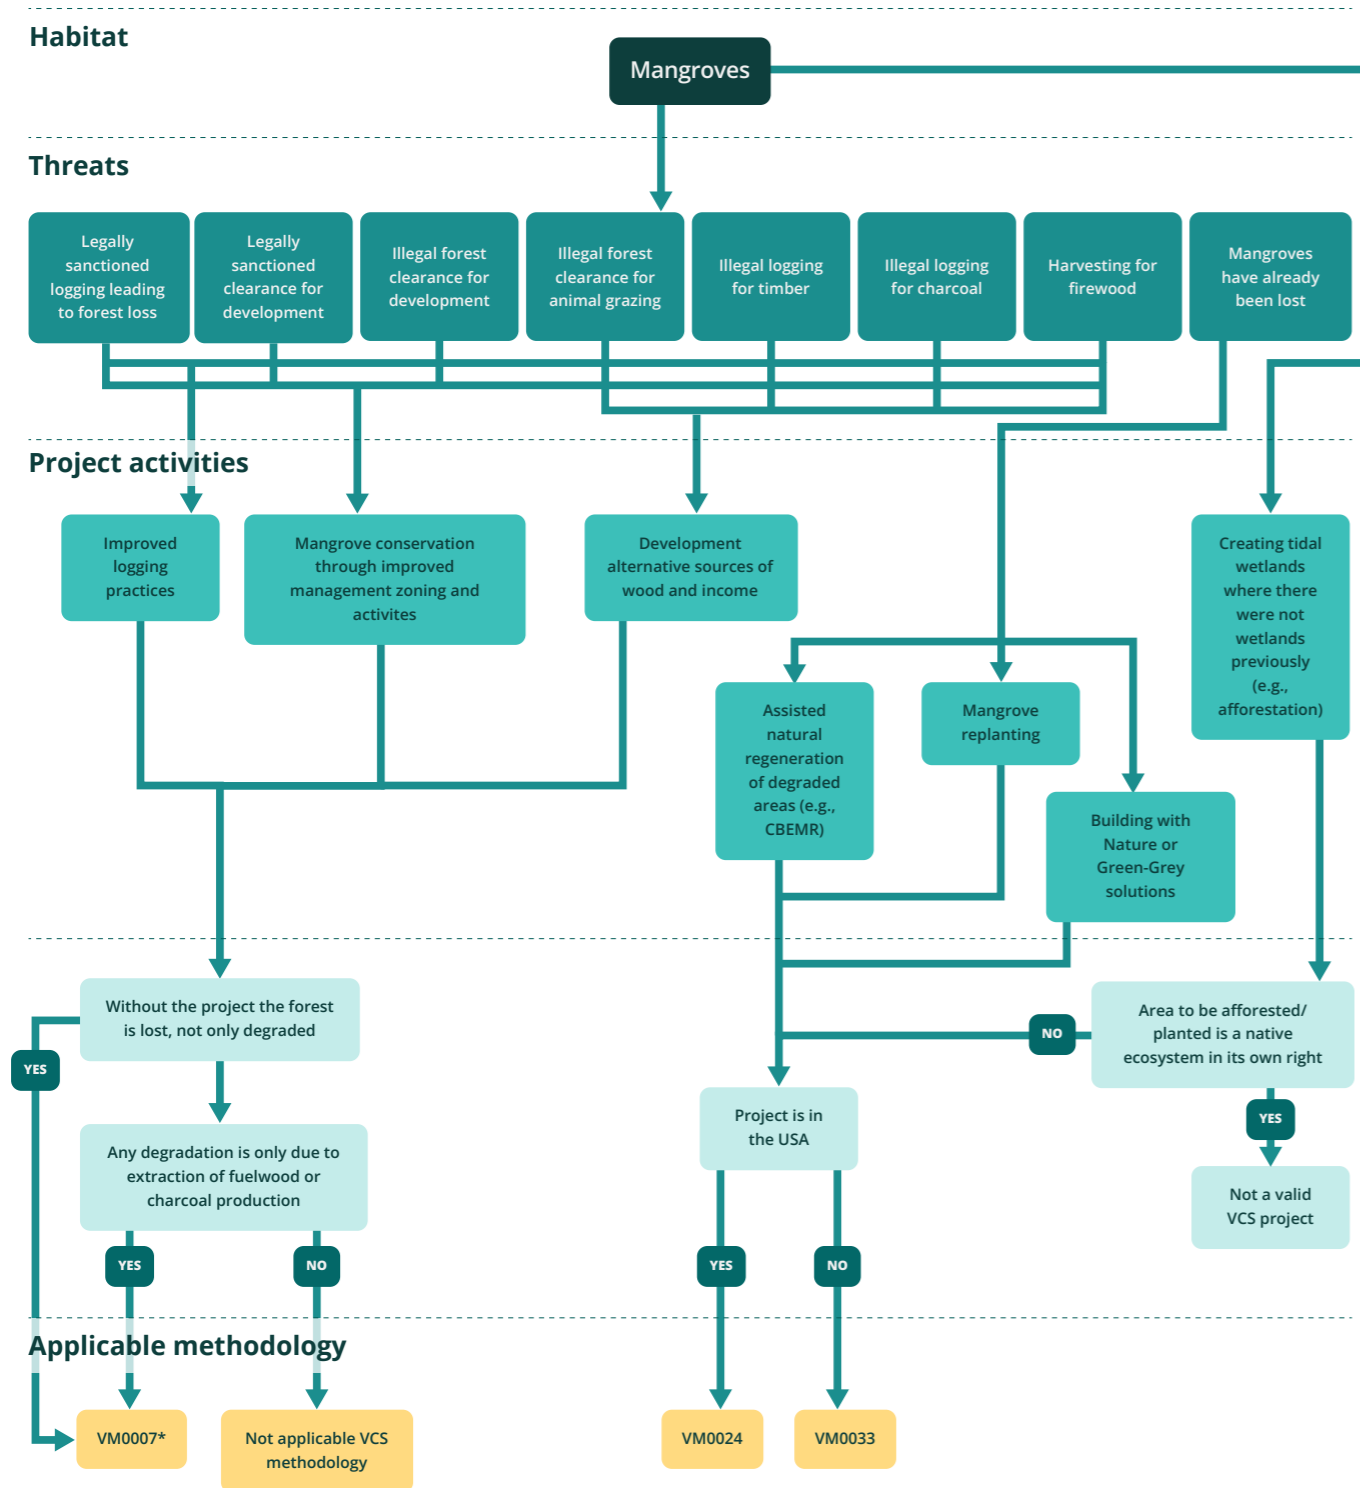 Habitat
Mangroves
Threats
Legally
sanctioned
logging leading
to forest loss
Legally
sanctioned
clearance for
development
Illegal forest
clearance for
development
Illegal forest
clearance for
animal grazing
Illegal logging
for timber
Illegal logging
for charcoal
Harvesting for
firewood
Mangroves
have already
been lost
Project activities
Improved
logging
practices
Mangrove conservation
through improved
management zoning and
activites
Development
alternative sources of
wood and income
Creating tidal
wetlands
where there
were not
wetlands
previously
(e.g.,
afforestation)
Assisted
natural
regeneration
of degraded
areas (e.g.,
CBEMR)
Mangrove
replanting
Building with
Nature or
Green-Grey
solutions
Without the project the forest
is lost, not only degraded
Area to be afforested/
planted is a native
ecosystem in its own right
NO
YES
Project is in
the USA
YES
Any degradation is only due to
extraction of fuelwood or
charcoal production
Not a valid
VCS project
YES
NO
YES
NO
Applicable methodology
VM0007*
Not applicable VCS
methodology
VM0024
VM0033